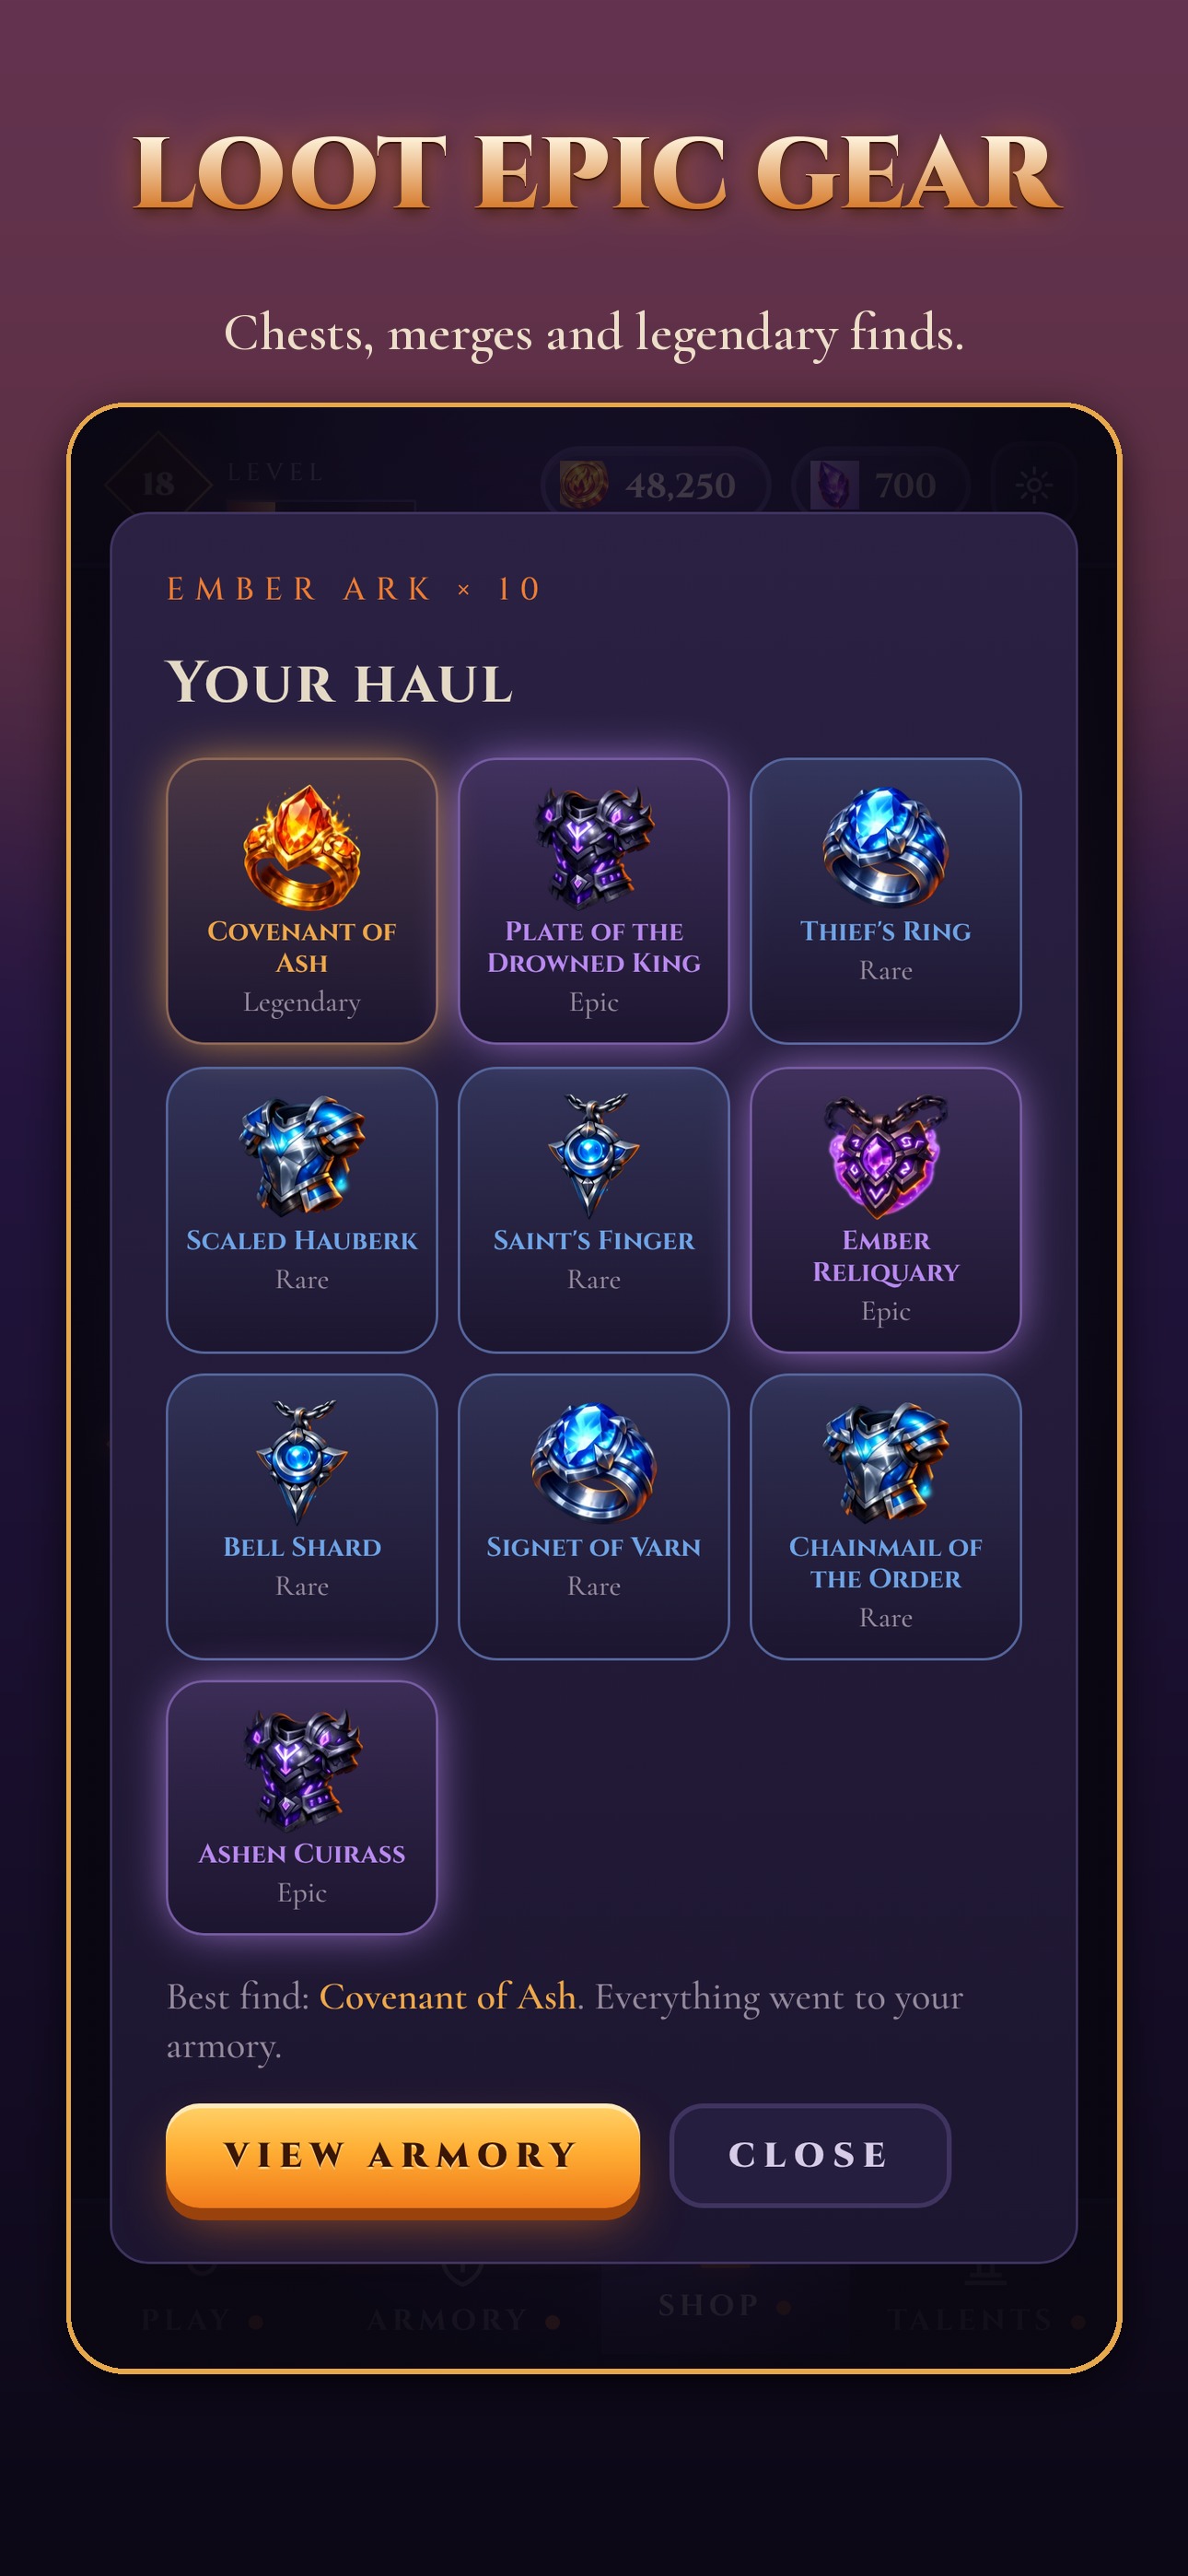 LOOT EPIC GEAR
Chests, merges and legendary finds.
18
LEVEL
48,250
700
EMBER ARK × 10
YOUR HAUL
COVENANT OF
ASH
Legendary
PLATE OF THE
DROWNED KING
Epic
THIEF'S RING
Rare
SCALED HAUBERK
Rare
SAINT'S FINGER
Rare
EMBER
RELIQUARY
Epic
BELL SHARD
Rare
SIGNET OF VARN
Rare
CHAINMAIL OF
THE ORDER
Rare
ASHEN CUIRASS
Epic
Best find: Covenant of Ash. Everything went to your
armory.
VIEW ARMORY
CLOSE
PLAY
ARMORY
SHOP
TALENTS